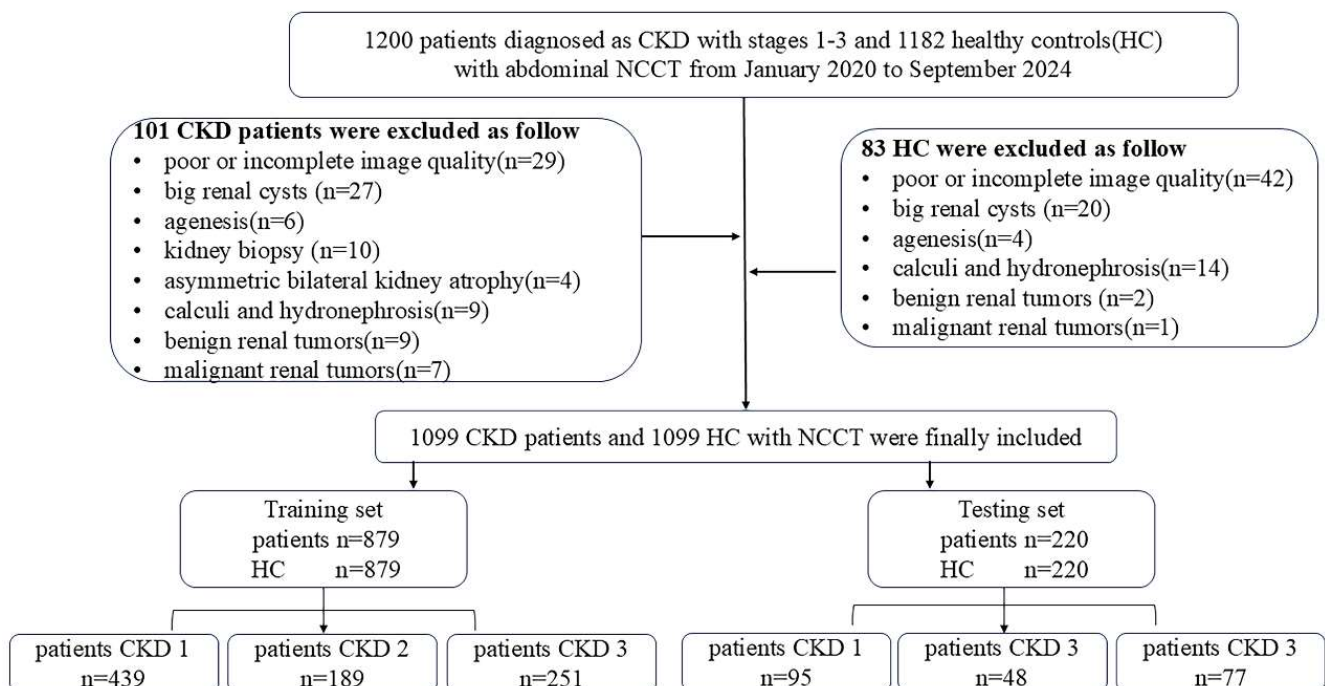 1200 patients diagnosed as CKD with stages 1-3 and 1182 healthy controls(HC)
with abdominal NCCT from January 2020 to September 2024
101 CKD patients were excluded as follow
• poor or incomplete image quality(n=29)
• big renal cysts (n=27)
• agenesis(n=6)
• kidney biopsy (n=10)
• asymmetric bilateral kidney atrophy(n=4)
• calculi and hydronephrosis(n=9)
• benign renal tumors(n=9)
• malignant renal tumors(n=7)
83 HC were excluded as follow
• poor or incomplete image quality(n=42)
• big renal cysts (n=20)
• agenesis(n=4)
• calculi and hydronephrosis(n=14)
• benign renal tumors (n=2)
• malignant renal tumors(n=1)
1099 CKD patients and 1099 HC with NCCT were finally included
Training set
patients n=879
HC n=879
Testing set
patients n=220
HC n=220
patients CKD 1
n=439
patients CKD 2
n=189
patients CKD 3
n=251
patients CKD 1
n=95
patients CKD 3
n=48
patients CKD 3
n=77